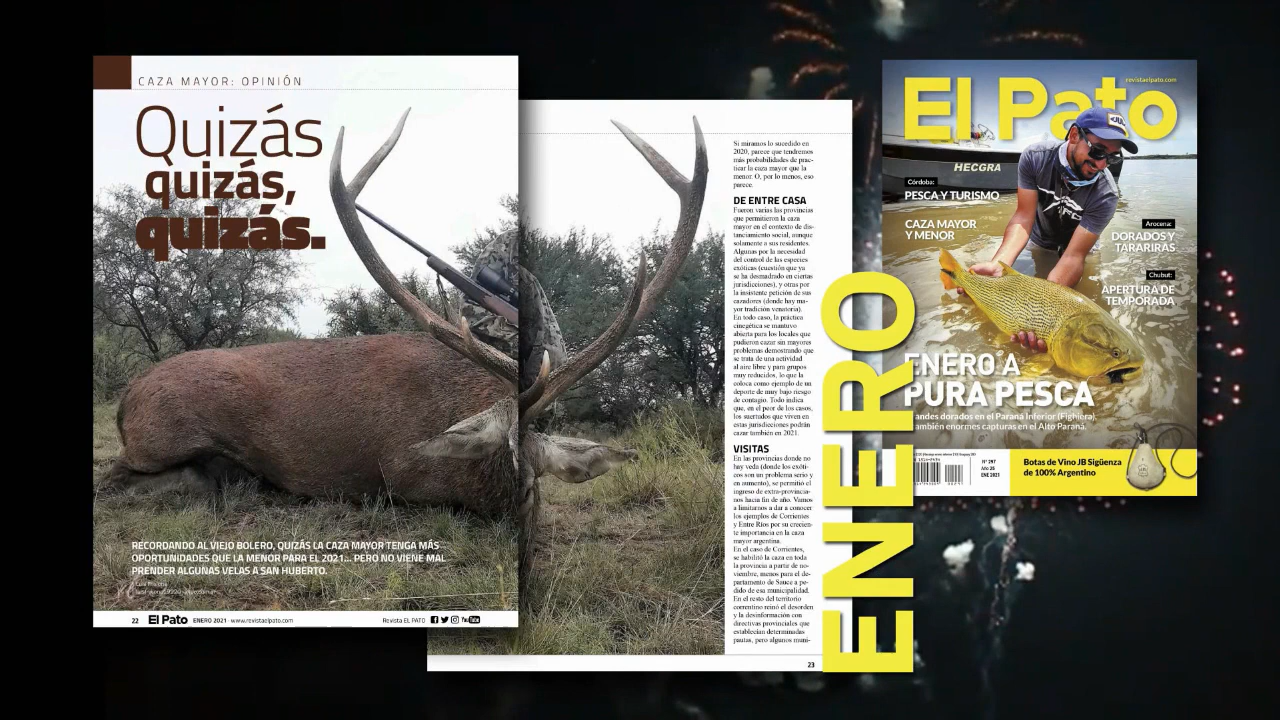 CAZA MAYOR: OPINIÓN
Quizás
quizás,
quizás.
RECORDANDO AL VIEJO BOLERO, QUIZÁS LA CAZA MAYOR TENGA MÁS
OPORTUNIDADES QUE LA MENOR PARA EL 2021... PERO NO VIENE MAL
PRENDER ALGUNAS VELAS A SAN HUBERTO.
22 El Pato ENERO 2021 - www.revistaelpato.com
Revista EL PATO
Si miramos lo sucedido en
2020, parece que tendremos
más probabilidades de prac-
ticar la caza mayor que la
menor. O, por lo menos, eso
parece.
DE ENTRE CASA
Fueron varias las provincias
que permitieron la caza
mayor en el contexto de dis-
tanciamiento social, aunque
solamente a sus residentes.
Algunas por la necesidad
del control de las especies
exóticas (cuestión que ya
se ha desmadrado en ciertas
jurisdicciones), y otras por
la insistente petición de sus
cazadores (donde hay ma-
yor tradición venatoria).
En todo caso, la práctica
cinegética se mantuvo
abierta para los locales que
pudieron cazar sin mayores
problemas demostrando que
se trata de una actividad
al aire libre y para grupos
muy reducidos, lo que la
coloca como ejemplo de un
deporte de muy bajo riesgo
de contagio. Todo indica
que, en el peor de los casos,
los suertudos que viven en
estas jurisdicciones podrán
cazar también en 2021.
VISITAS
En las provincias donde no
hay veda (donde los exóti-
cos son un problema serio y
en aumento), se permitió el
ingreso de extra-provincia-
nos hacia fin de año. Vamos
a limitarnos a dar a conocer
los ejemplos de Corrientes
y Entre Ríos por su crecien-
te importancia en la caza
mayor argentina.
En el caso de Corrientes,
se habilitó la caza en toda
la provincia a partir de no-
viembre, menos para el de-
partamento de Sauce a pe-
dido de esa municipalidad.
En el resto del territorio
correntino reinó el desorden
y la desinformación con
directivas provinciales que
establecían determinadas
pautas, pero algunos muni-
23
ENERO
revistaelpato.com
El Pato
HECGRA
Córdoba:
PESCA Y TURISMO
CAZA MAYOR
Y MENOR
Arocena:
DORADOS Y
TARARIRAS
Chubut:
APERTURA DE
TEMPORADA
ENERO A
PURA PESCA
andes dorados en el Paraná Inferior (Fighiera).
ambién enormes capturas en el Alto Paraná.
N° 297
Año 25
ENE 2021
Botas de Vino JB Sigüenza
de 100% Argentino